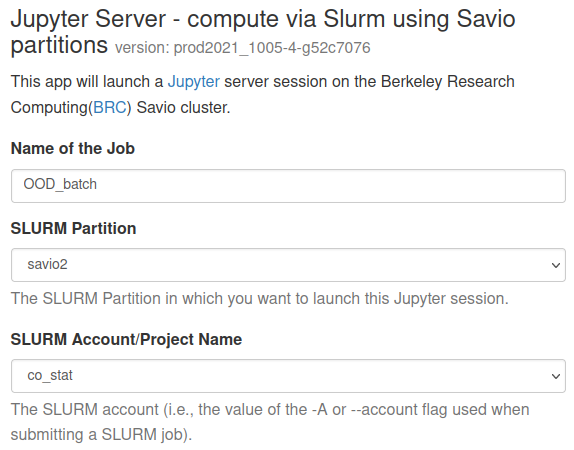 Jupyter Server - compute via Slurm using Savio
partitions version: prod2021_1005-4-g52c7076
This app will launch a Jupyter server session on the Berkeley Research
Computing(BRC) Savio cluster.
Name of the Job
OOD_batch
SLURM Partition
savio2
The SLURM Partition in which you want to launch this Jupyter session.
SLURM Account/Project Name
co_stat
The SLURM account (i.e., the value of the -A or --account flag used when
submitting a SLURM job).